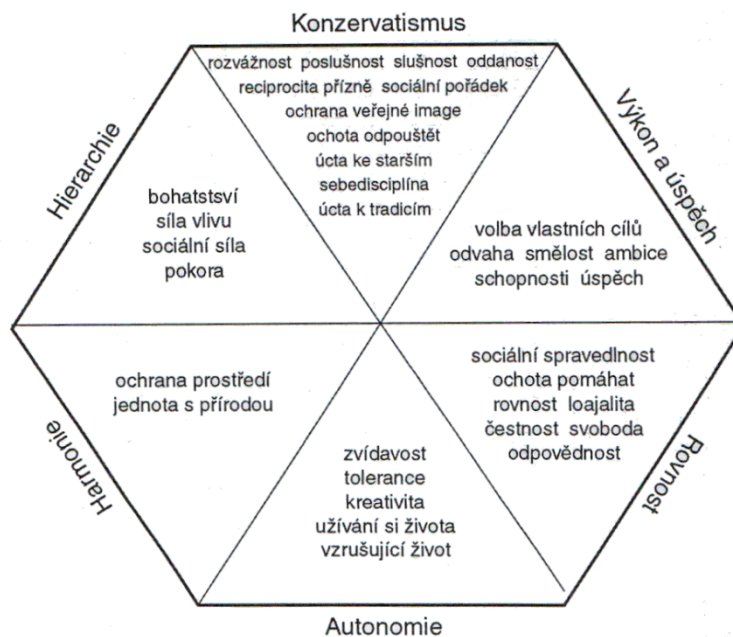 Konzervatismus
rozvážnost poslušnost slušnost oddanost
reciprocita přízně sociální pořádek
ochrana veřejné image
ochota odpouštět
úcta ke starším
sebedisciplína
úcta k tradicím
Hierarchie
bohatstsví
síla vlivu
sociální síla
pokora
Výkon a úspěch
volba vlastních cílů
odvaha smělost ambice
schopnosti úspěch
Harmonie
ochrana prostředí
jednota s přírodou
zvídavost
tolerance
kreativita
užívání si života
vzrušující život
Autonomie
sociální spravedlnost
ochota pomáhat
rovnost loajalita
čestnost svoboda
odpovědnost
Rovnost